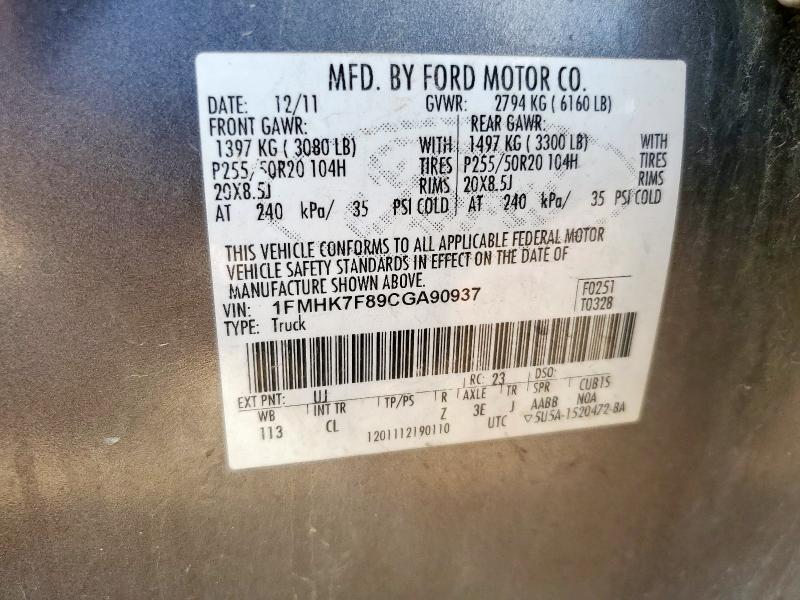 MFD. BY FORD MOTOR CO.
DATE: 12/11 GVWR: 2794 KG ( 6160 LB)
FRONT GAWR: REAR GAWR:
1397 KG ( 3080 LB) WITH 1497 KG ( 3300 LB) WITH
P255/50R20 104H TIRES P255/50R20 104H TIRES
20X8.5J RIMS 20X8.5J RIMS
AT 240 kPa/ 35 PSI COLD AT 240 kPa/ 35 PSI COLD
THIS VEHICLE CONFORMS TO ALL APPLICABLE FEDERAL MOTOR
VEHICLE SAFETY STANDARDS IN EFFECT ON THE DATE OF
MANUFACTURE SHOWN ABOVE.
VIN: 1FMHK7F89CGA90937 F0251
TYPE: Truck T0328
EXT PNT: UJ RC: 23 DSO:
WB INT TR TP/PS R AXLE TR SPR CUB15
113 CL Z 3E J AABB N0A
1201112190110 UTC ▽5U5A-1520472-BA